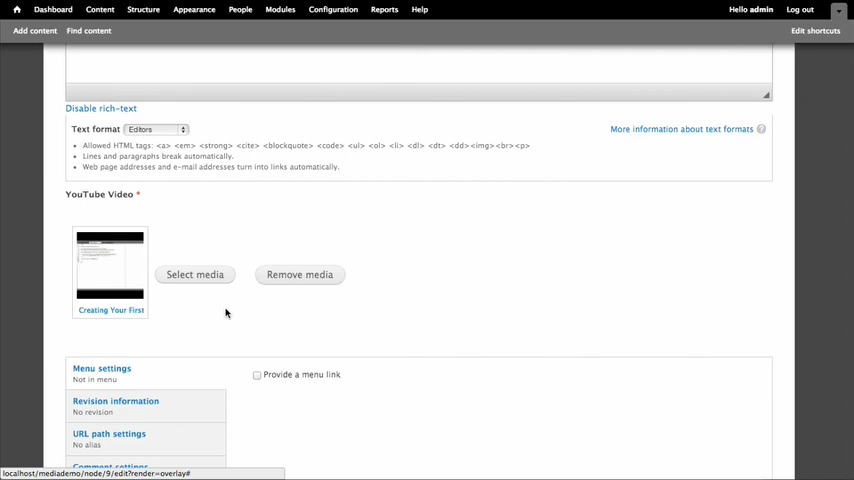 Dashboard Content Structure Appearance People Modules Configuration Reports Help Hello admin Log out
Add content Find content Edit shortcuts
Disable rich-text
Text format Editors More information about text formats ?
Allowed HTML tags: <a> <em> <strong> <cite> <blockquote> <code> <ul> <ol> <li> <dl> <dt> <dd><img><br><p>
Lines and paragraphs break automatically.
Web page addresses and e-mail addresses turn into links automatically.
YouTube Video *
Select media Remove media
Creating Your First
Menu settings
Not in menu
Provide a menu link
Revision information
No revision
URL path settings
No alias
Comment settings
localhost/mediademo/node/9/edit?render=overlay#